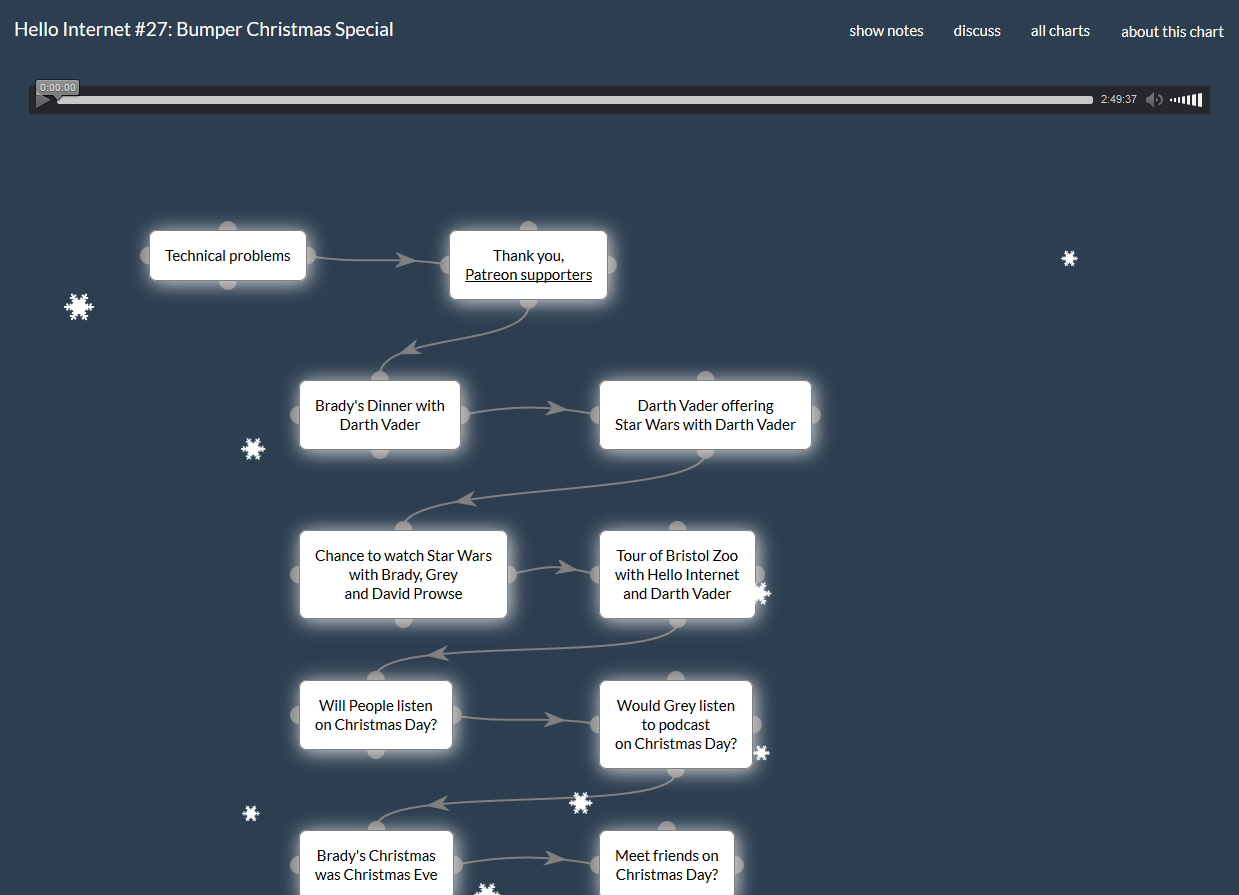 Hello Internet #27: Bumper Christmas Special
show notes
discuss
all charts
about this chart
0:00:00
2:49:37
Technical problems
Thank you,
Patreon supporters
Brady's Dinner with
Darth Vader
Darth Vader offering
Star Wars with Darth Vader
Chance to watch Star Wars
with Brady, Grey
and David Prowse
Tour of Bristol Zoo
with Hello Internet
and Darth Vader
Will People listen
on Christmas Day?
Would Grey listen
to podcast
on Christmas Day?
Brady's Christmas
was Christmas Eve
Meet friends on
Christmas Day?